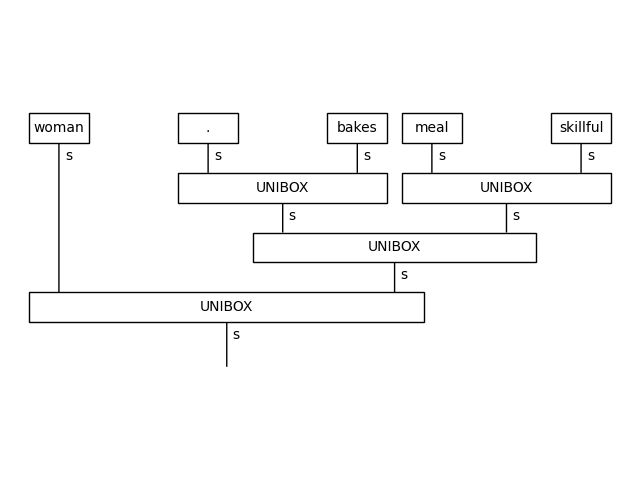 woman . bakes meal skillful
s s s s s
UNIBOX UNIBOX
s s
UNIBOX
s
UNIBOX
s